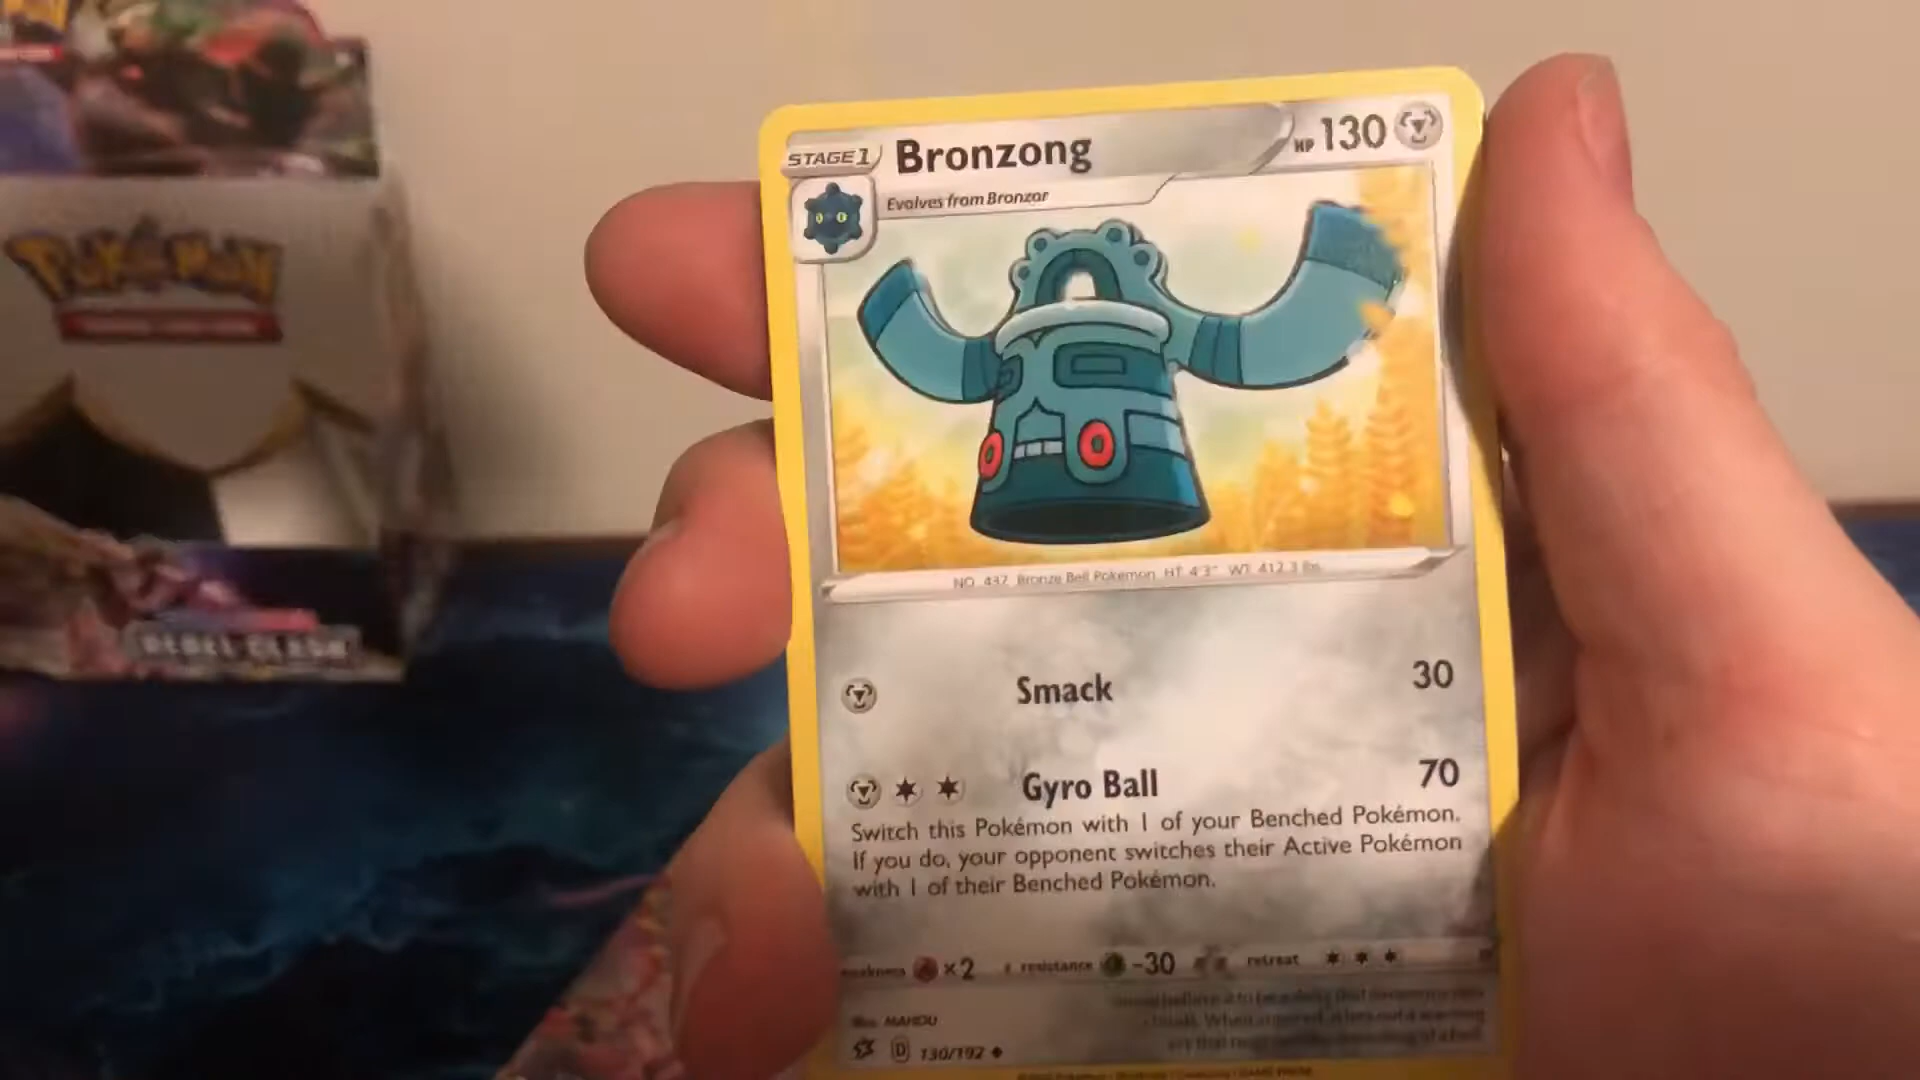 Pokémon
REBEL CLASH
STAGE 1 Bronzong HP 130
Evolves from Bronzor
NO. 437 Bronze Bell Pokémon HT: 4'3" WT: 412.3 lbs.
Smack 30
Gyro Ball 70
Switch this Pokémon with 1 of your Benched Pokémon.
If you do, your opponent switches their Active Pokémon
with 1 of their Benched Pokémon.
weakness ×2 resistance -30 retreat
Illus. MAHOU
D 130/192